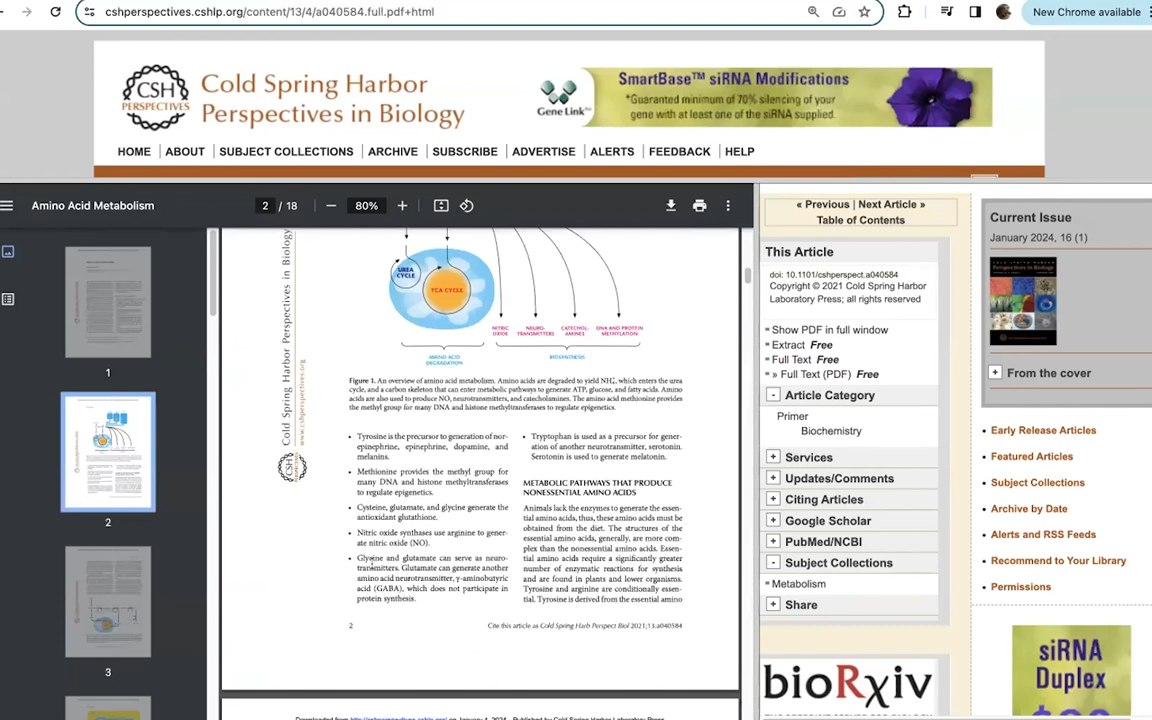 cshperspectives.cshlp.org/content/13/4/a040584.full.pdf+html
New Chrome available
CSH
PERSPECTIVES
Cold Spring Harbor
Perspectives in Biology
Gene Link
SmartBase™ siRNA Modifications
*Guaranteed minimum of 70% silencing of your
gene with at least one of the siRNA supplied.
HOME
ABOUT
SUBJECT COLLECTIONS
ARCHIVE
SUBSCRIBE
ADVERTISE
ALERTS
FEEDBACK
HELP
Amino Acid Metabolism
2 / 18
80%
1
2
3
Cold Spring Harbor Perspectives in Biology
www.cshperspectives.org
CSH
UREA
CYCLE
TCA CYCLE
NITRIC
OXIDE
NEURO-
TRANSMITTERS
CATECHOL-
AMINES
DNA AND PROTEIN
METHYLATION
AMINO ACID
DEGRADATION
BIOSYNTHESIS
Figure 1. An overview of amino acid metabolism. Amino acids are degraded to yield NH₄⁺, which enters the urea
cycle, and a carbon skeleton that can enter metabolic pathways to generate ATP, glucose, and fatty acids. Amino
acids are also used to produce NO, neurotransmitters, and catecholamines. The amino acid methionine provides
the methyl group for many DNA and histone methyltransferases to regulate epigenetics.
• Tyrosine is the precursor to generation of nor-
epinephrine, epinephrine, dopamine, and
melanins.
• Methionine provides the methyl group for
many DNA and histone methyltransferases
to regulate epigenetics.
• Cysteine, glutamate, and glycine generate the
antioxidant glutathione.
• Nitric oxide synthases use arginine to gener-
ate nitric oxide (NO).
• Glycine and glutamate can serve as neuro-
transmitters. Glutamate can generate another
amino acid neurotransmitter, γ-aminobutyric
acid (GABA), which does not participate in
protein synthesis.
• Tryptophan is used as a precursor for gener-
ation of another neurotransmitter, serotonin.
Serotonin is used to generate melatonin.
METABOLIC PATHWAYS THAT PRODUCE
NONESSENTIAL AMINO ACIDS
Animals lack the enzymes to generate the essen-
tial amino acids, thus, these amino acids must be
obtained from the diet. The structures of the
essential amino acids, generally, are more com-
plex than the nonessential amino acids. Essen-
tial amino acids require a significantly greater
number of enzymatic reactions for synthesis
and are found in plants and lower organisms.
Tyrosine and arginine are conditionally essen-
tial. Tyrosine is derived from the essential amino
2
Cite this article as Cold Spring Harb Perspect Biol 2021;13:a040584
« Previous | Next Article »
Table of Contents
This Article
doi: 10.1101/cshperspect.a040584
Copyright © 2021 Cold Spring Harbor
Laboratory Press; all rights reserved
Show PDF in full window
Extract Free
Full Text Free
» Full Text (PDF) Free
- Article Category
Primer
Biochemistry
+ Services
+ Updates/Comments
+ Citing Articles
+ Google Scholar
+ PubMed/NCBI
- Subject Collections
Metabolism
+ Share
bioRχiv
Current Issue
January 2024, 16 (1)
+ From the cover
• Early Release Articles
• Featured Articles
• Subject Collections
• Archive by Date
• Alerts and RSS Feeds
• Recommend to Your Library
• Permissions
siRNA
Duplex